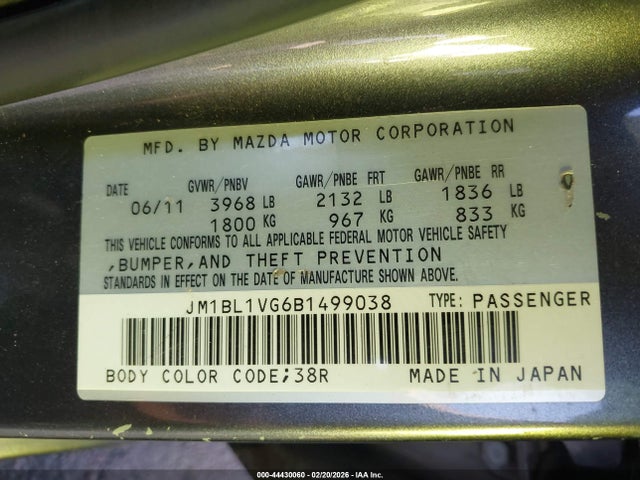 MFD. BY MAZDA MOTOR CORPORATION
DATE GVWR/PNBV GAWR/PNBE FRT GAWR/PNBE RR
06/11 3968 LB 2132 LB 1836 LB
1800 KG 967 KG 833 KG
THIS VEHICLE CONFORMS TO ALL APPLICABLE FEDERAL MOTOR VEHICLE SAFETY
,BUMPER,AND THEFT PREVENTION
STANDARDS IN EFFECT ON THE DATE OF MANUFACTURE SHOWN ABOVE.
JM1BL1VG6B1499038 TYPE: PASSENGER
BODY COLOR CODE;38R MADE IN JAPAN
000-44430060 - 02/20/2026 - IAA Inc.